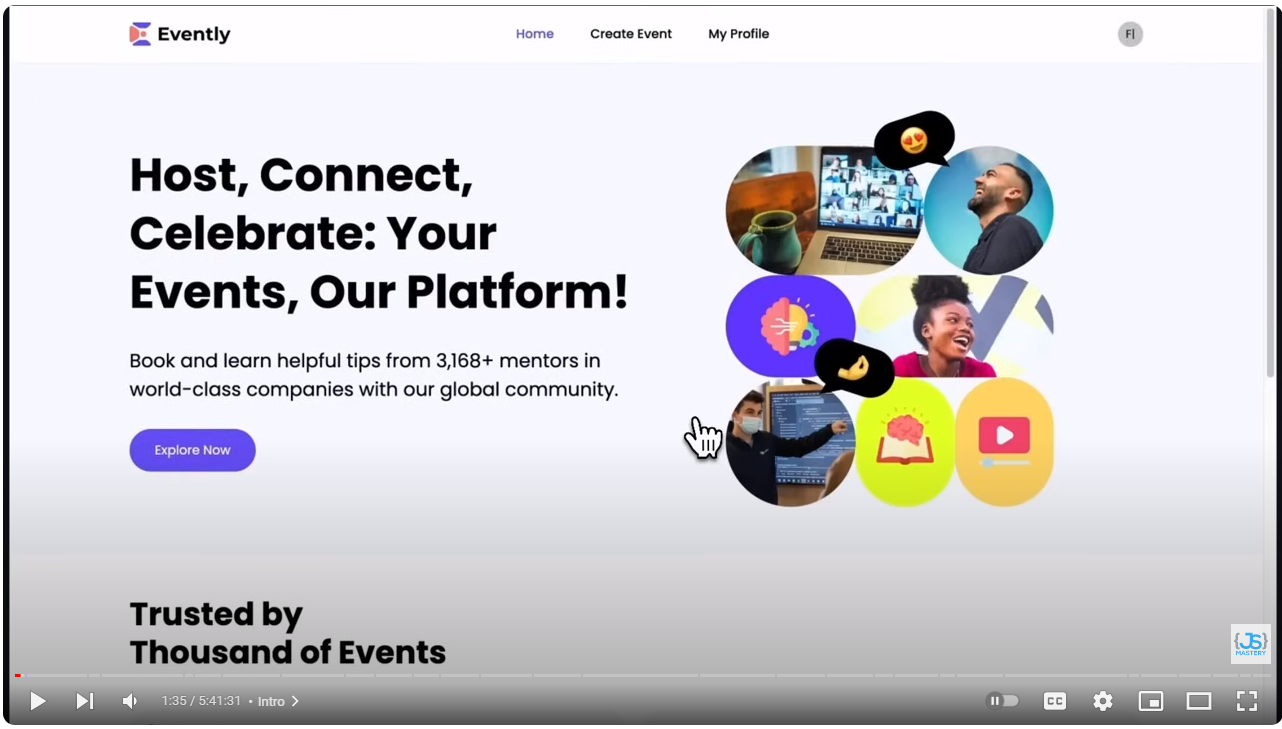 Evently
Home
Create Event
My Profile
FI
Host, Connect,
Celebrate: Your
Events, Our Platform!
Book and learn helpful tips from 3,168+ mentors in
world-class companies with our global community.
Explore Now
Trusted by
Thousand of Events
{JS}
MASTERY
1:35 / 5:41:31 • Intro
CC